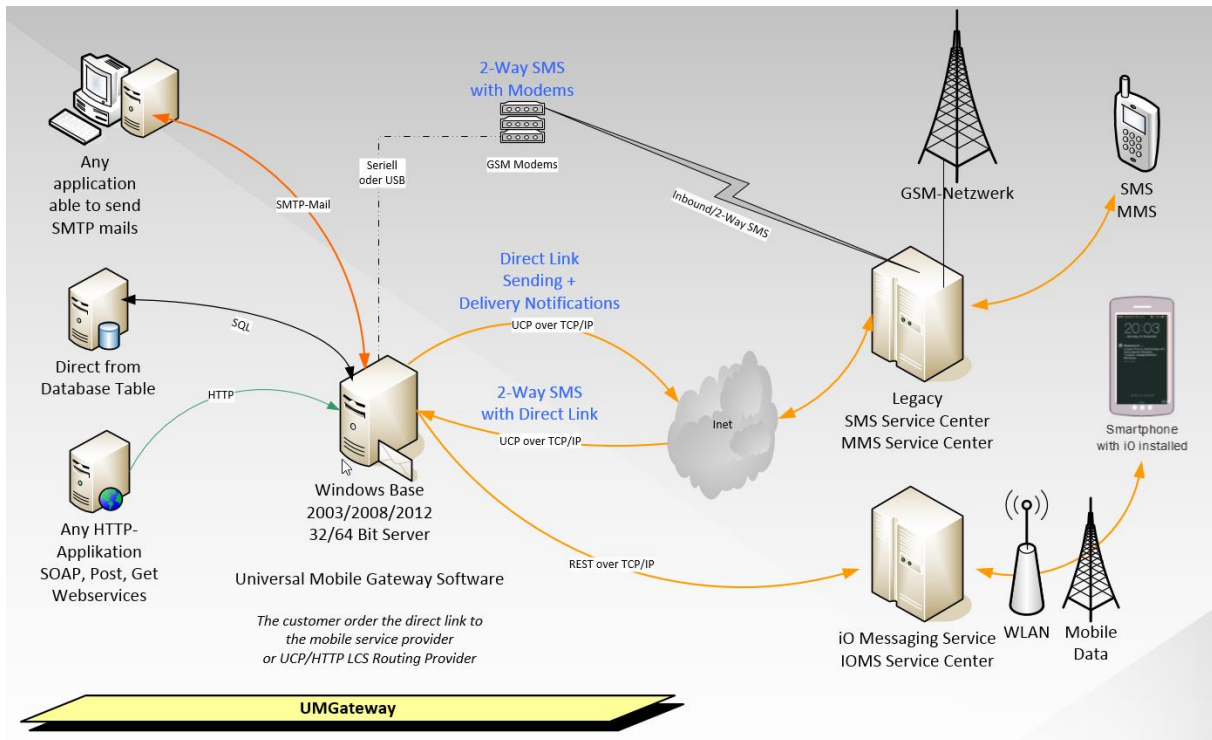 2-Way SMS
with Modems
GSM Modems
Seriell
oder USB
Any
application
able to send
SMTP mails
SMTP-Mail
Inbound/2-Way SMS
GSM-Netzwerk
SMS
MMS
Direct Link
Sending +
Delivery Notifications
UCP over TCP/IP
SQL
Direct from
Database Table
HTTP
2-Way SMS
with Direct Link
UCP over TCP/IP
Inet
Legacy
SMS Service Center
MMS Service Center
20:03
Smartphone
with iO installed
Any HTTP-
Applikation
SOAP, Post, Get
Webservices
Windows Base
2003/2008/2012
32/64 Bit Server
Universal Mobile Gateway Software
The customer order the direct link to
the mobile service provider
or UCP/HTTP LCS Routing Provider
REST over TCP/IP
iO Messaging Service
IOMS Service Center
WLAN
Mobile
Data
UMGateway